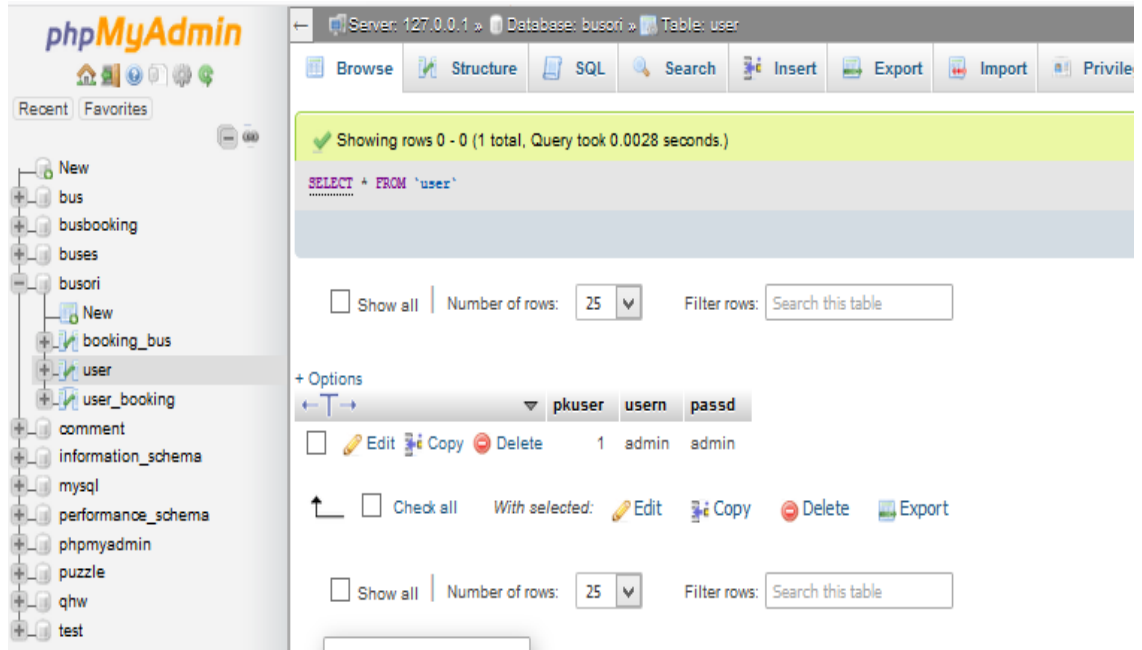 phpMyAdmin
Recent Favorites
New
bus
busbooking
buses
busori
New
booking_bus
user
user_booking
comment
information_schema
mysql
performance_schema
phpmyadmin
puzzle
qhw
test
Server: 127.0.0.1 » Database: busori » Table: user
Browse Structure SQL Search Insert Export Import Privile
Showing rows 0 - 0 (1 total, Query took 0.0028 seconds.)
SELECT * FROM `user`
Show all Number of rows: 25 Filter rows: Search this table
+ Options
pkuser usern passd
Edit Copy Delete 1 admin admin
Check all With selected: Edit Copy Delete Export
Show all Number of rows: 25 Filter rows: Search this table